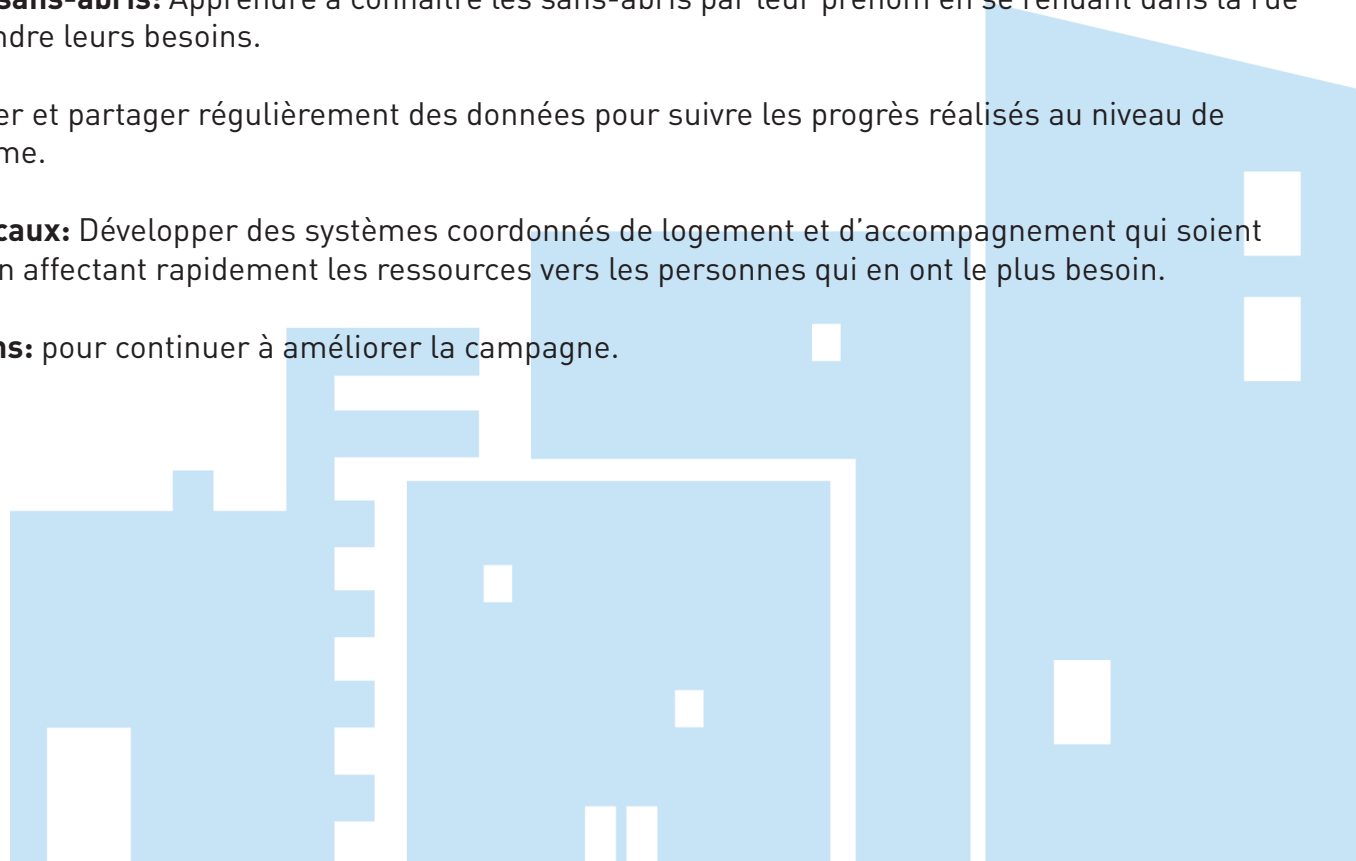 sans-abris: Apprendre à connaître les sans-abris par leur prénom en se rendant dans la rue
ndre leurs besoins.
er et partager régulièrement des données pour suivre les progrès réalisés au niveau de
me.
caux: Développer des systèmes coordonnés de logement et d’accompagnement qui soient
n affectant rapidement les ressources vers les personnes qui en ont le plus besoin.
ns: pour continuer à améliorer la campagne.